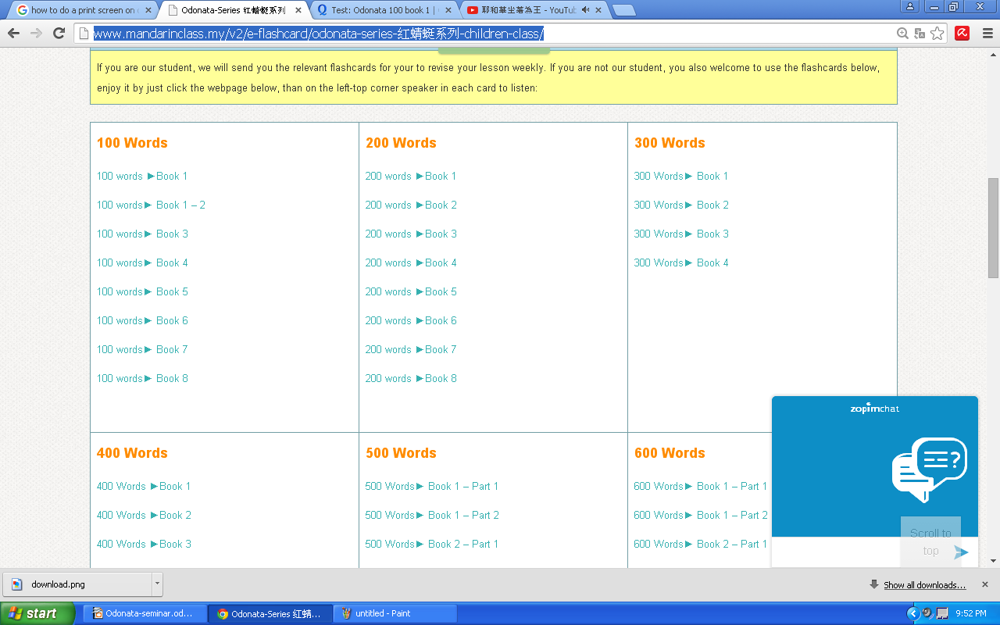 how to do a print screen on
Odonata-Series 红蜻蜓系列
Test: Odonata 100 book 1 |
耶和華坐著為王 - YouTub
www.mandarinclass.my/v2/e-flashcard/odonata-series-红蜻蜓系列-children-class/
If you are our student, we will send you the relevant flashcards for your to revise your lesson weekly. If you are not our student, you also welcome to use the flashcards below,
enjoy it by just click the webpage below, than on the left-top corner speaker in each card to listen:
100 Words
100 words ►Book 1
100 words► Book 1 – 2
100 words► Book 3
100 words► Book 4
100 words► Book 5
100 words► Book 6
100 words► Book 7
100 words► Book 8
200 Words
200 words ►Book 1
200 words ►Book 2
200 words ►Book 3
200 words ►Book 4
200 words ►Book 5
200 words ►Book 6
200 words ►Book 7
200 words ►Book 8
300 Words
300 Words► Book 1
300 Words► Book 2
300 Words► Book 3
300 Words► Book 4
400 Words
400 Words ►Book 1
400 Words ►Book 2
400 Words ►Book 3
500 Words
500 Words► Book 1 – Part 1
500 Words► Book 1 – Part 2
500 Words► Book 2 – Part 1
600 Words
600 Words► Book 1 – Part 1
600 Words► Book 1 – Part 2
600 Words► Book 2 – Part 1
zopimchat
Scroll to
top
download.png
Show all downloads...
start
Odonata-seminar.od...
Odonata-Series 红蜻...
untitled - Paint
9:52 PM